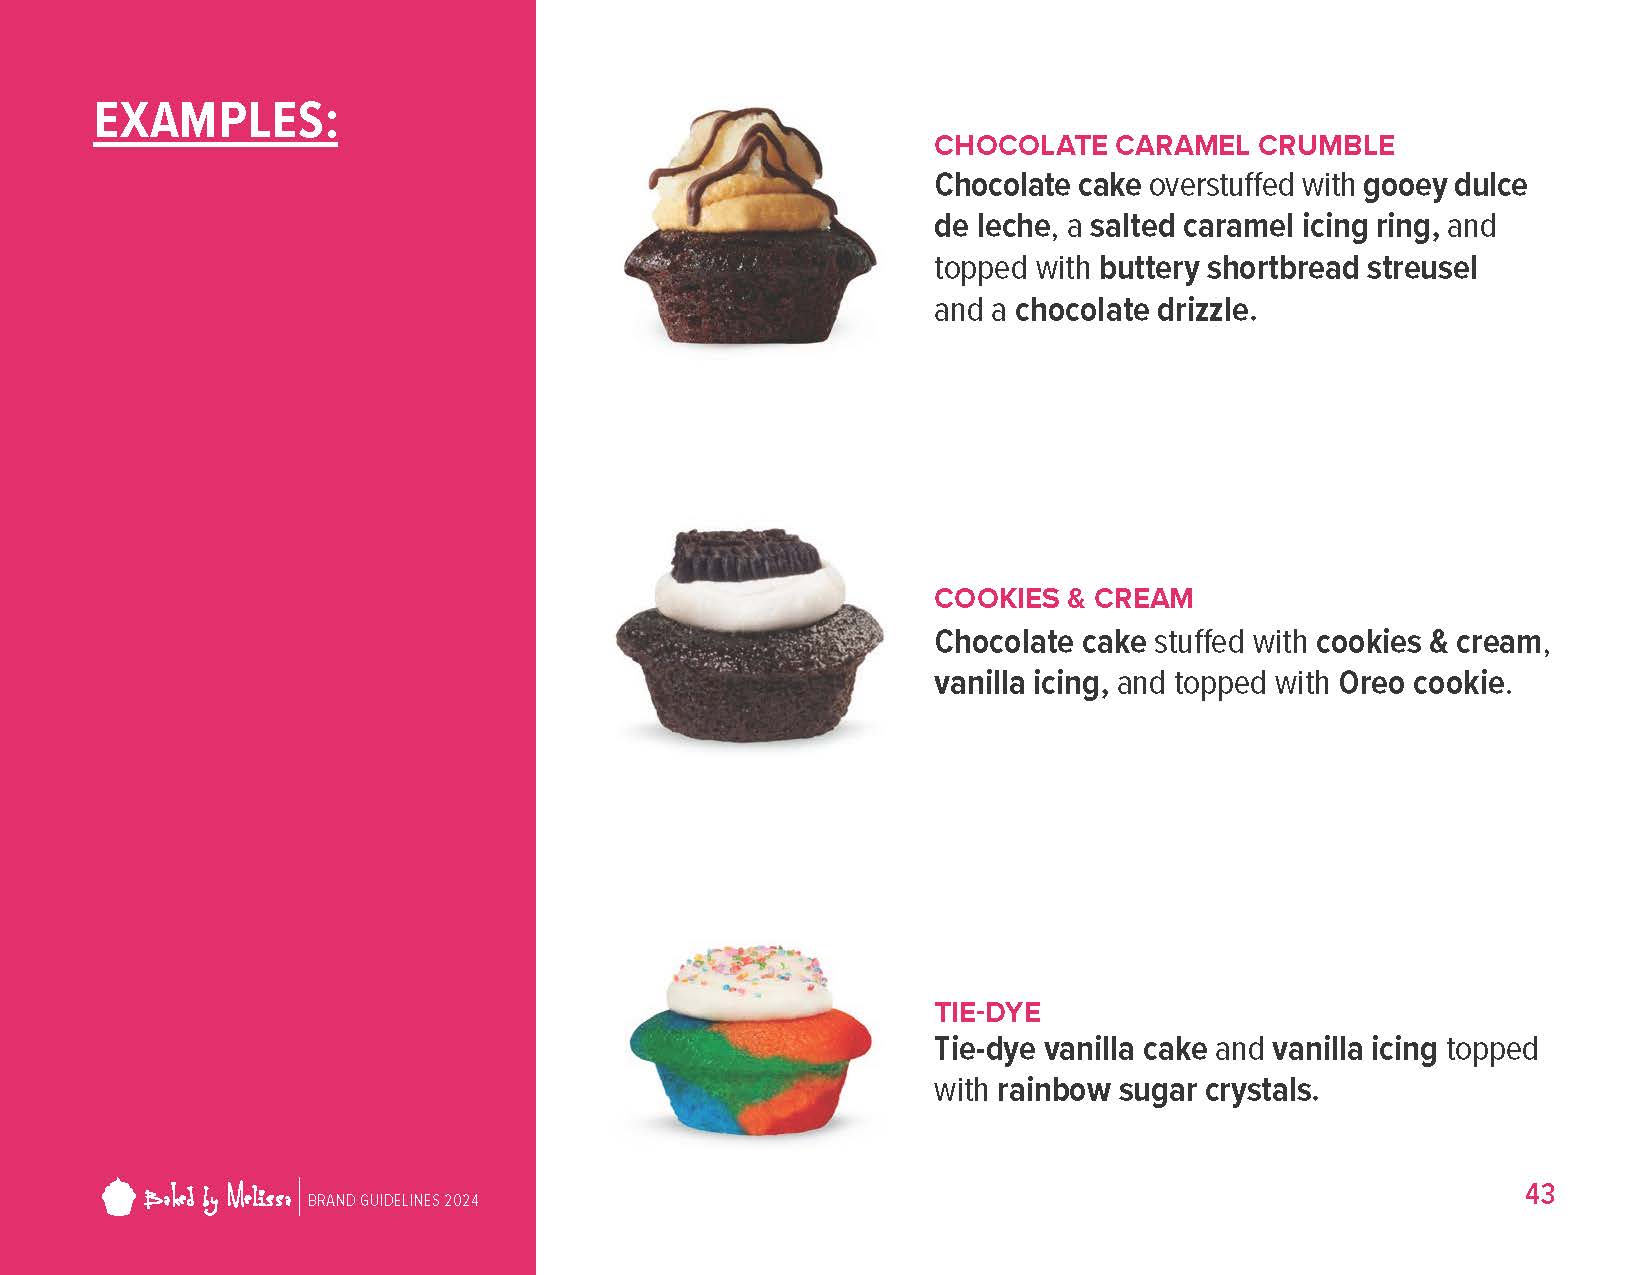 EXAMPLES:
CHOCOLATE CARAMEL CRUMBLE
Chocolate cake overstuffed with gooey dulce
de leche, a salted caramel icing ring, and
topped with buttery shortbread streusel
and a chocolate drizzle.
COOKIES & CREAM
Chocolate cake stuffed with cookies & cream,
vanilla icing, and topped with Oreo cookie.
TIE-DYE
Tie-dye vanilla cake and vanilla icing topped
with rainbow sugar crystals.
Baked by Melissa BRAND GUIDELINES 2024
43